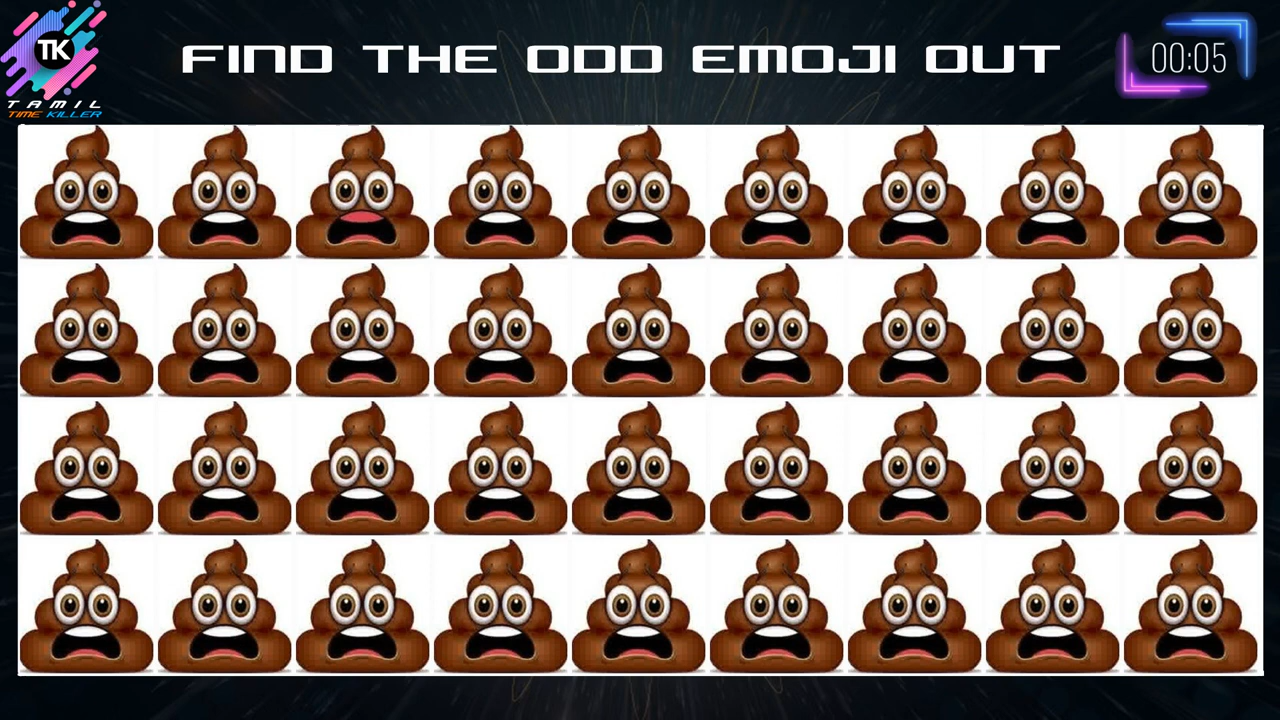 TK
TAMIL
TIME KILLER
FIND THE ODD EMOJI OUT
00:05